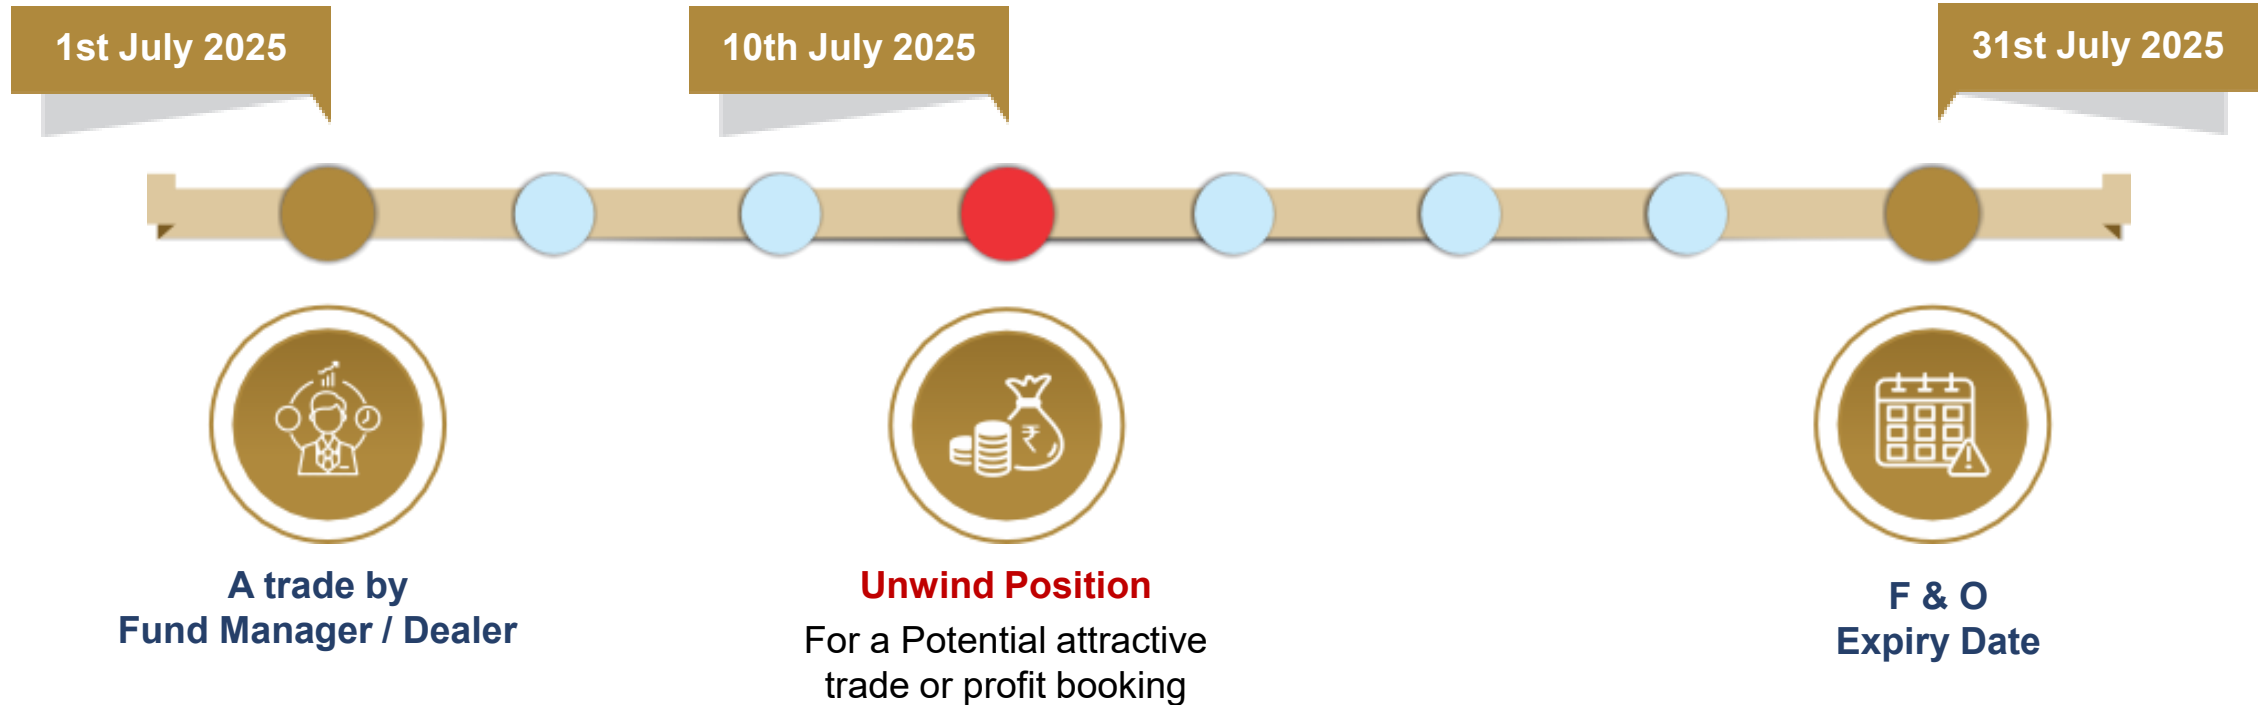 1st July 2025
10th July 2025
31st July 2025
₹
A trade by
Fund Manager / Dealer
Unwind Position
For a Potential attractive
trade or profit booking
F & O
Expiry Date